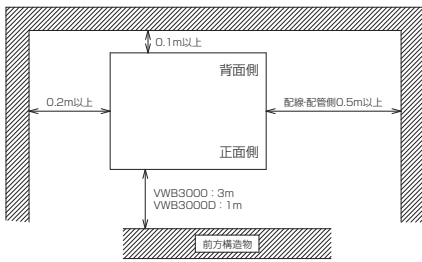 0.1m以上
背面側
0.2m以上
配線・配管側0.5m以上
正面側
VWB3000：3m
VWB3000D：1m
前方構造物